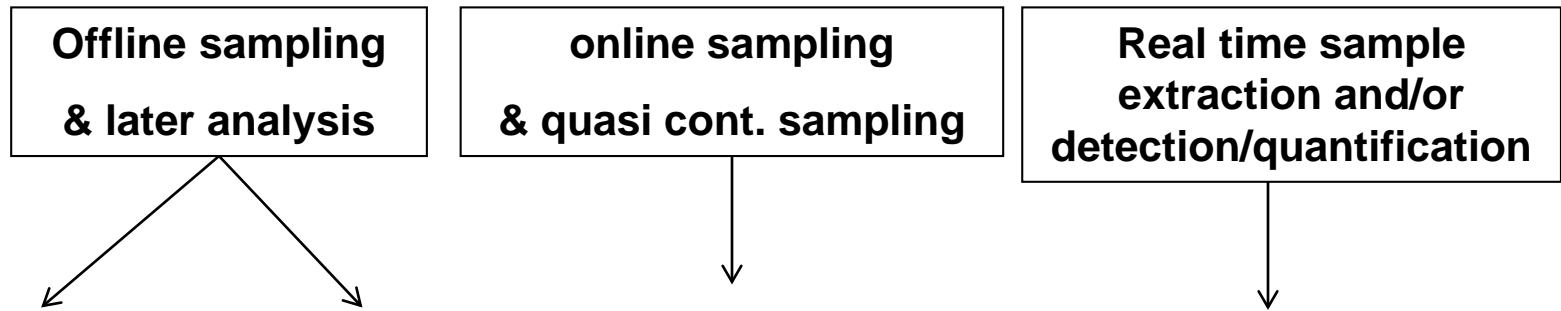 Offline sampling
& later analysis
online sampling
& quasi cont. sampling
Real time sample
extraction and/or
detection/quantification